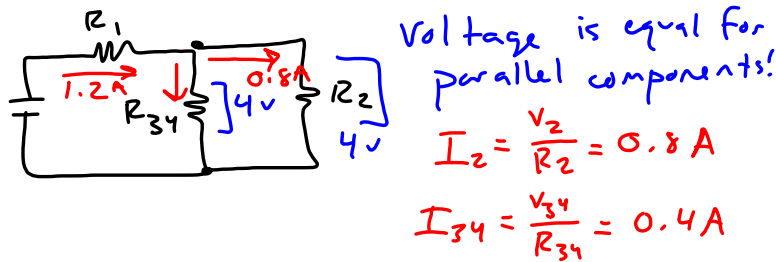 R₁
1.2A
0.8A
R₃₄
4v
R₂
4v
Voltage is equal for
parallel components!
I₂ = V₂/R₂ = 0.8 A
I₃₄ = V₃₄/R₃₄ = 0.4 A